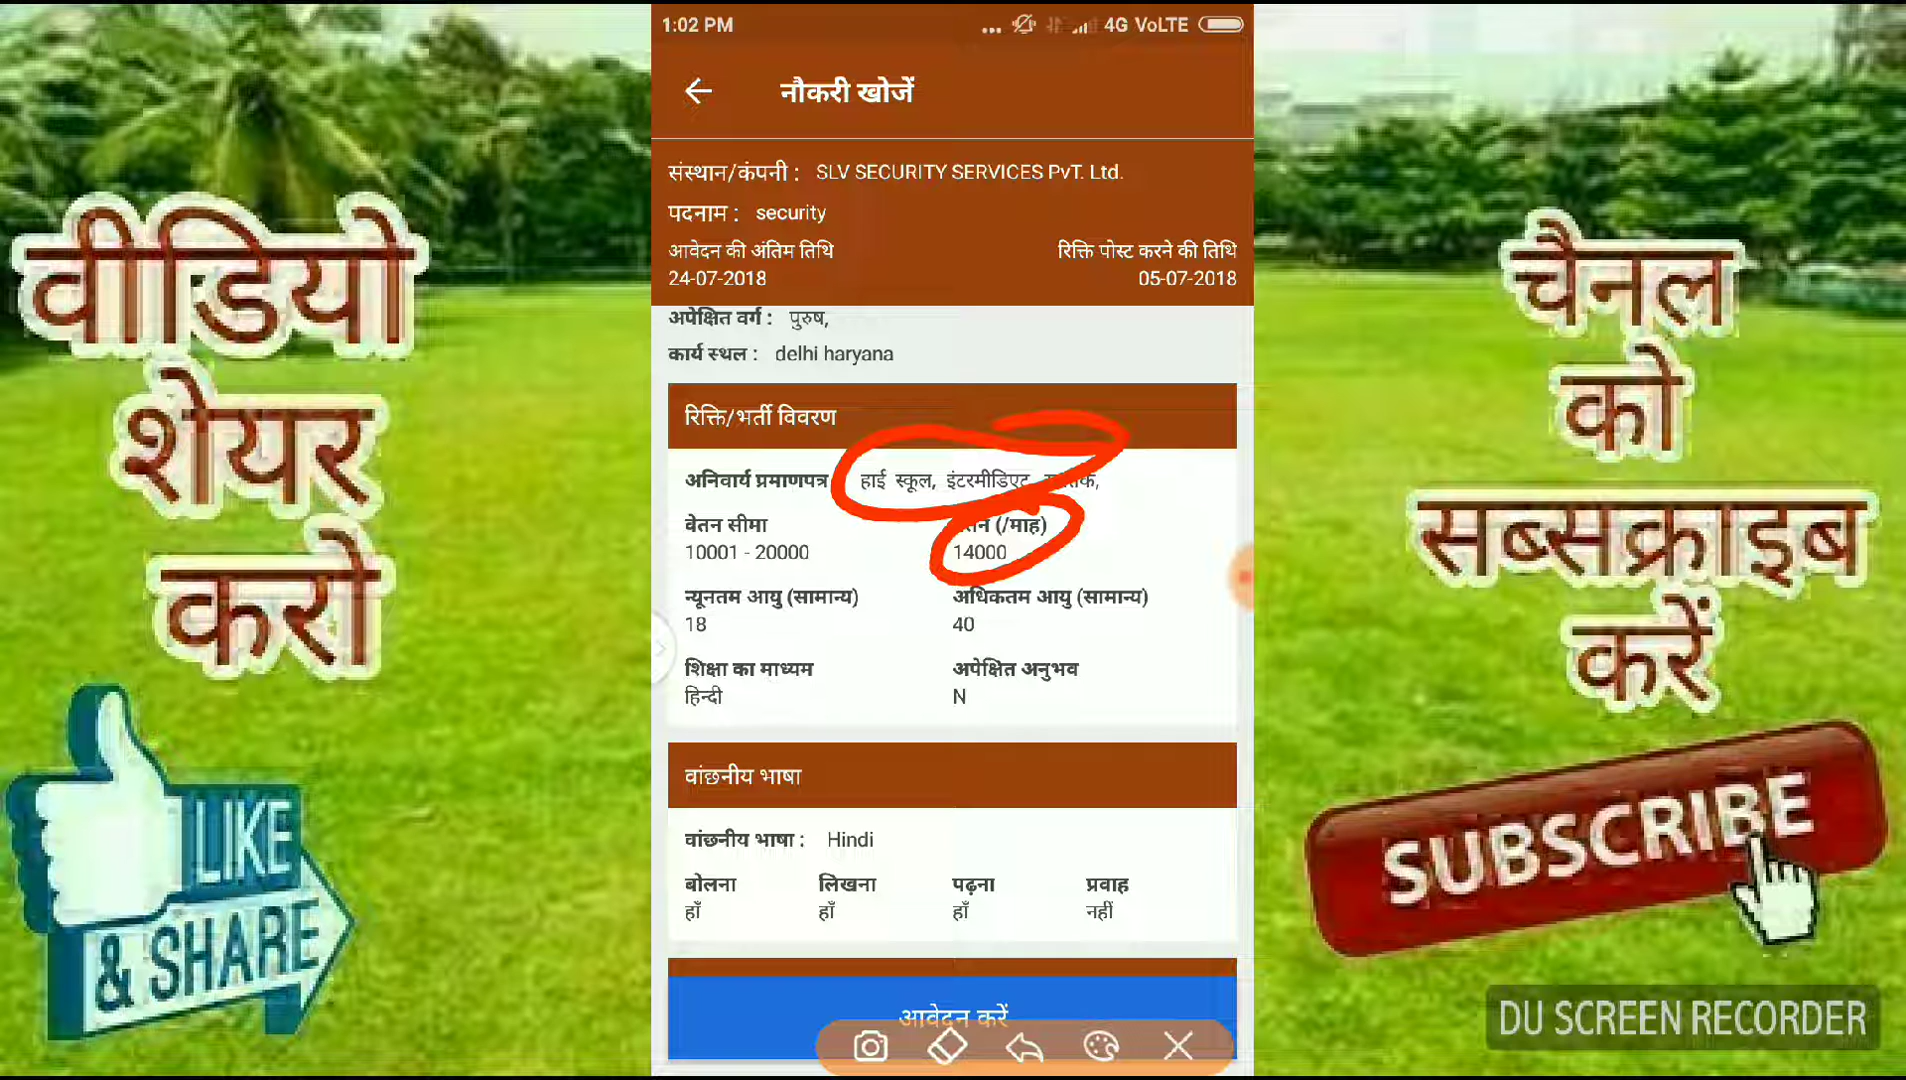 वीडियो
शेयर
करो
LIKE
& SHARE
1:02 PM
4G VoLTE
नौकरी खोजें
संस्थान/कंपनी : SLV SECURITY SERVICES PvT. Ltd.
पदनाम : security
आवेदन की अंतिम तिथि रिक्ति पोस्ट करने की तिथि
24-07-2018 05-07-2018
अपेक्षित वर्ग : पुरुष,
कार्य स्थल : delhi haryana
रिक्ति/भर्ती विवरण
अनिवार्य प्रमाणपत्र हाई स्कूल, इंटरमीडिएट
वेतन सीमा (/माह)
10001 - 20000 14000
न्यूनतम आयु (सामान्य) अधिकतम आयु (सामान्य)
18 40
शिक्षा का माध्यम अपेक्षित अनुभव
हिन्दी N
वांछनीय भाषा
वांछनीय भाषा : Hindi
बोलना लिखना पढ़ना प्रवाह
हाँ हाँ हाँ नहीं
आवेदन करें
चैनल
को
सब्सक्राइब
करें
SUBSCRIBE
DU SCREEN RECORDER